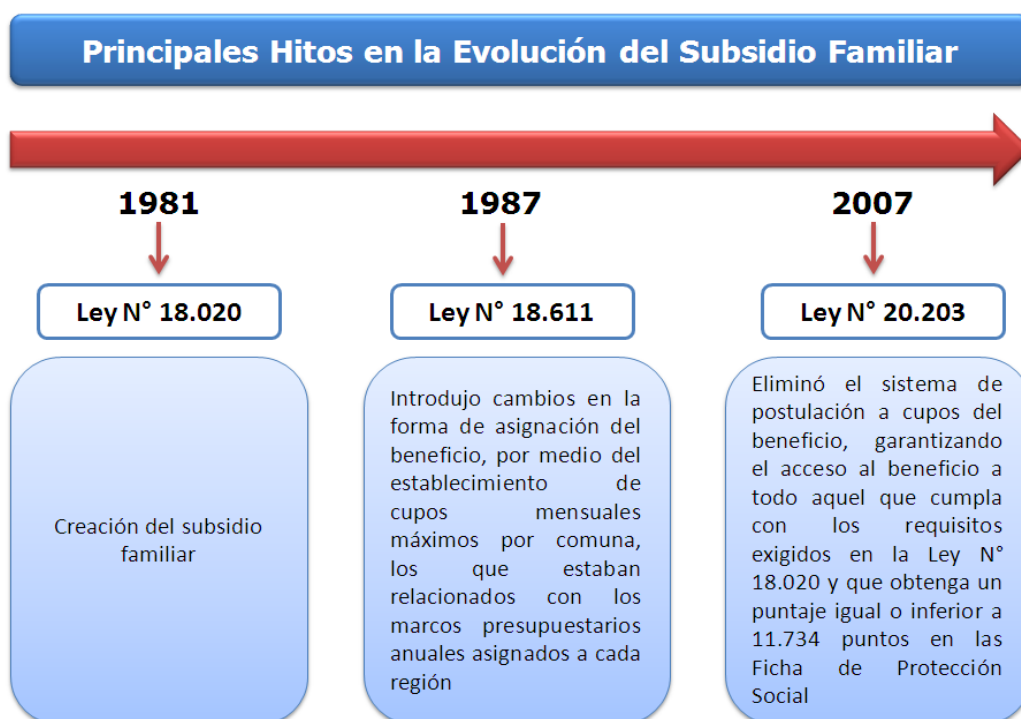 Principales Hitos en la Evolución del Subsidio Familiar
1981
1987
2007
Ley N° 18.020
Ley N° 18.611
Ley N° 20.203
Creación del subsidio
familiar
Introdujo cambios en la
forma de asignación del
beneficio, por medio del
establecimiento de
cupos mensuales
máximos por comuna,
los que estaban
relacionados con los
marcos presupuestarios
anuales asignados a cada
región
Eliminó el sistema de
postulación a cupos del
beneficio, garantizando
el acceso al beneficio a
todo aquel que cumpla
con los requisitos
exigidos en la Ley N°
18.020 y que obtenga un
puntaje igual o inferior a
11.734 puntos en las
Ficha de Protección
Social